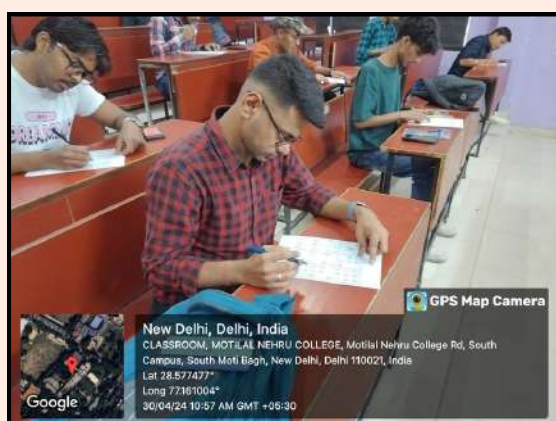 DREAM
GPS Map Camera
New Delhi, Delhi, India
CLASSROOM, MOTILAL NEHRU COLLEGE, Motilal Nehru College Rd, South
Campus, South Moti Bagh, New Delhi, Delhi 110021, India
Lat 28.577477°
Long 77.161004°
30/04/24 10:57 AM GMT +05:30
Google